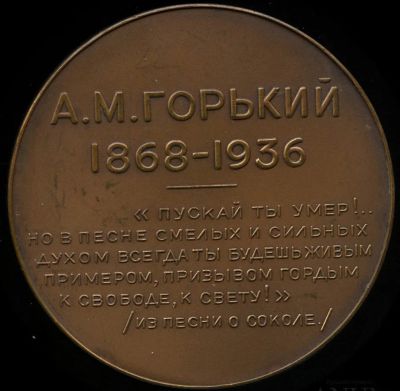 А.М.ГОРЬКИЙ
1868-1936
« ПУСКАЙ ТЫ УМЕР!..
НО В ПЕСНЕ СМЕЛЫХ И СИЛЬНЫХ
ДУХОМ ВСЕГДА ТЫ БУДЕШЬ ЖИВЫМ
ПРИМЕРОМ, ПРИЗЫВОМ ГОРДЫМ
К СВОБОДЕ, К СВЕТУ!»
/ИЗ ПЕСНИ О СОКОЛЕ./